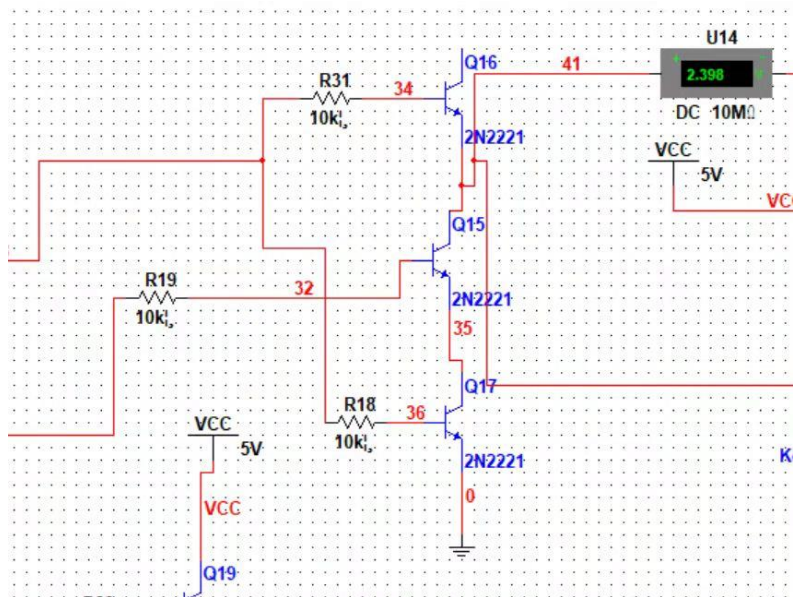 U14
Q16
41
2.398
R31
34
10kΩ
DC 10MΩ
2N2221
VCC
5V
Q15
R19
32
2N2221
10kΩ
35
Q17
R18
36
VCC
10kΩ
5V
2N2221
0
VCC
Q19